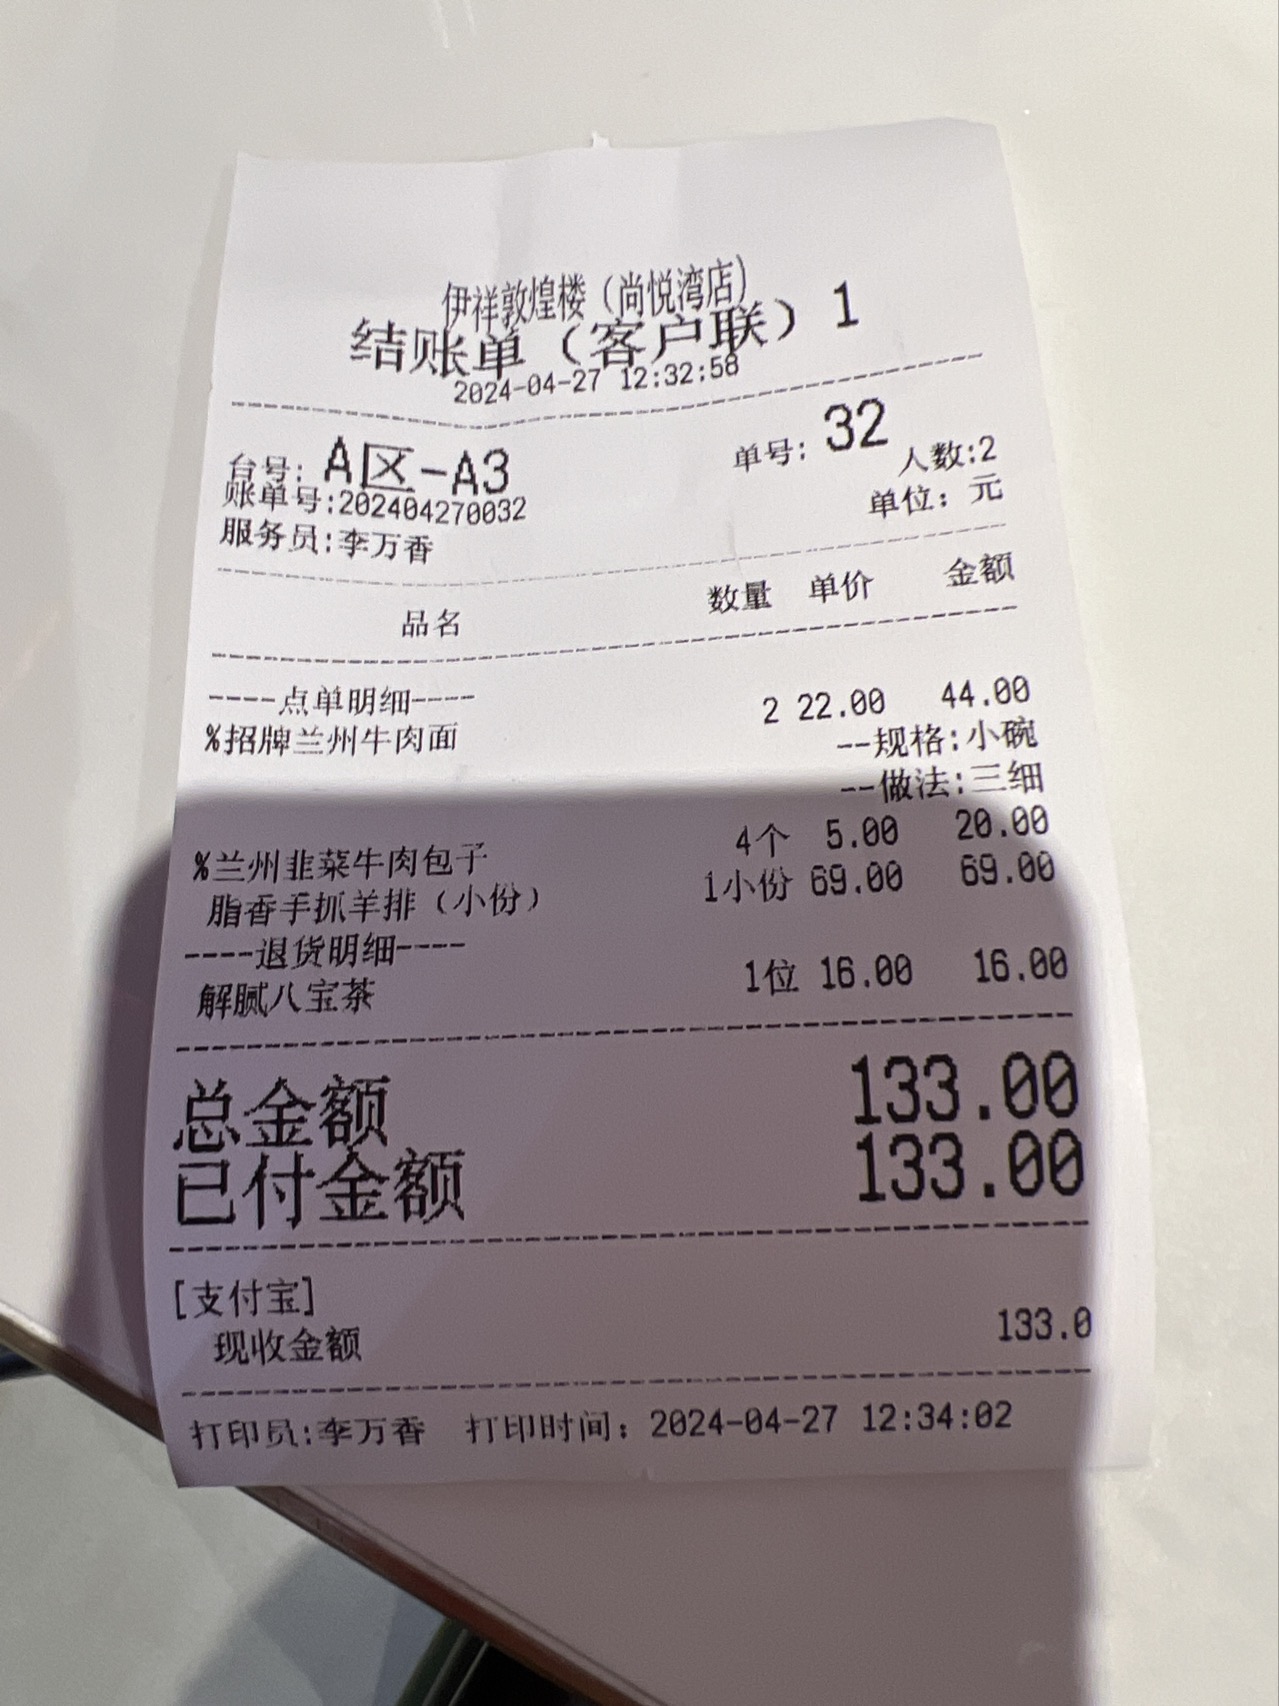 伊祥敦煌楼（尚悦湾店）
结账单（客户联）1
2024-04-27 12:32:58
台号: A区-A3 单号: 32
账单号:202404270032 人数:2
服务员:李万香 单位: 元
品名 数量 单价 金额
----点单明细----
%招牌兰州牛肉面 2 22.00 44.00
--规格:小碗
--做法:三细
%兰州韭菜牛肉包子 4个 5.00 20.00
脂香手抓羊排（小份） 1小份 69.00 69.00
----退货明细----
解腻八宝茶 1位 16.00 16.00
总金额 133.00
已付金额 133.00
[支付宝]
现收金额 133.0
打印员:李万香 打印时间: 2024-04-27 12:34:02